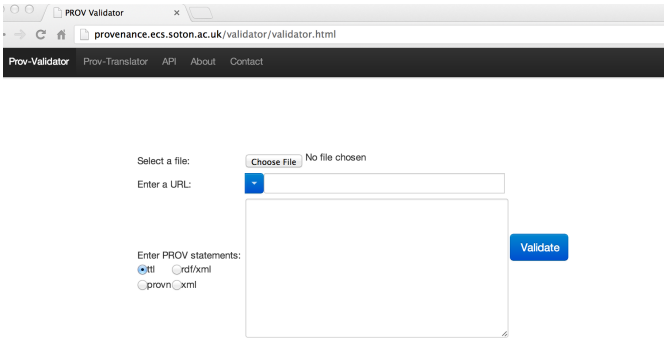 PROV Validator
provenance.ecs.soton.ac.uk/validator/validator.html
Prov-Validator Prov-Translator API About Contact
Select a file: Choose File No file chosen
Enter a URL:
Validate
Enter PROV statements:
ttl rdf/xml
provn xml